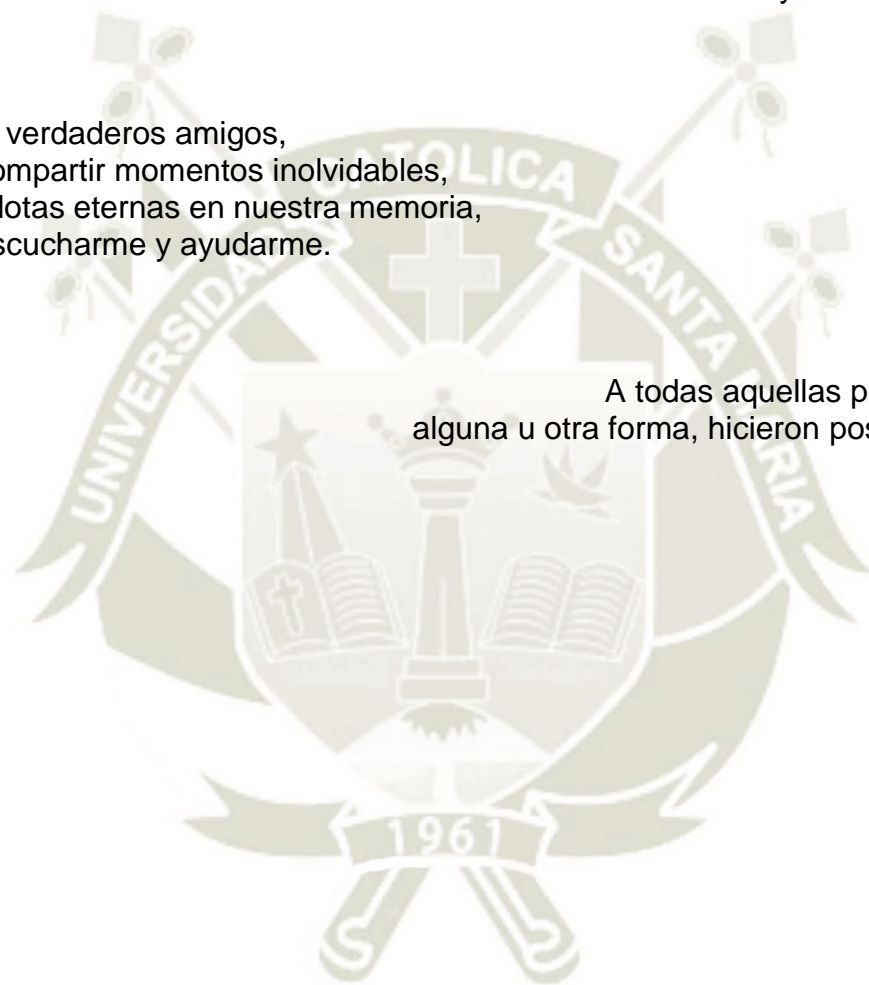 y
verdaderos amigos,
ompartir momentos inolvidables,
lotas eternas en nuestra memoria,
scucharme y ayudarme.
A todas aquellas p
alguna u otra forma, hicieron pos
UNIVERSIDAD CATOLICA SANTA MARIA
1961